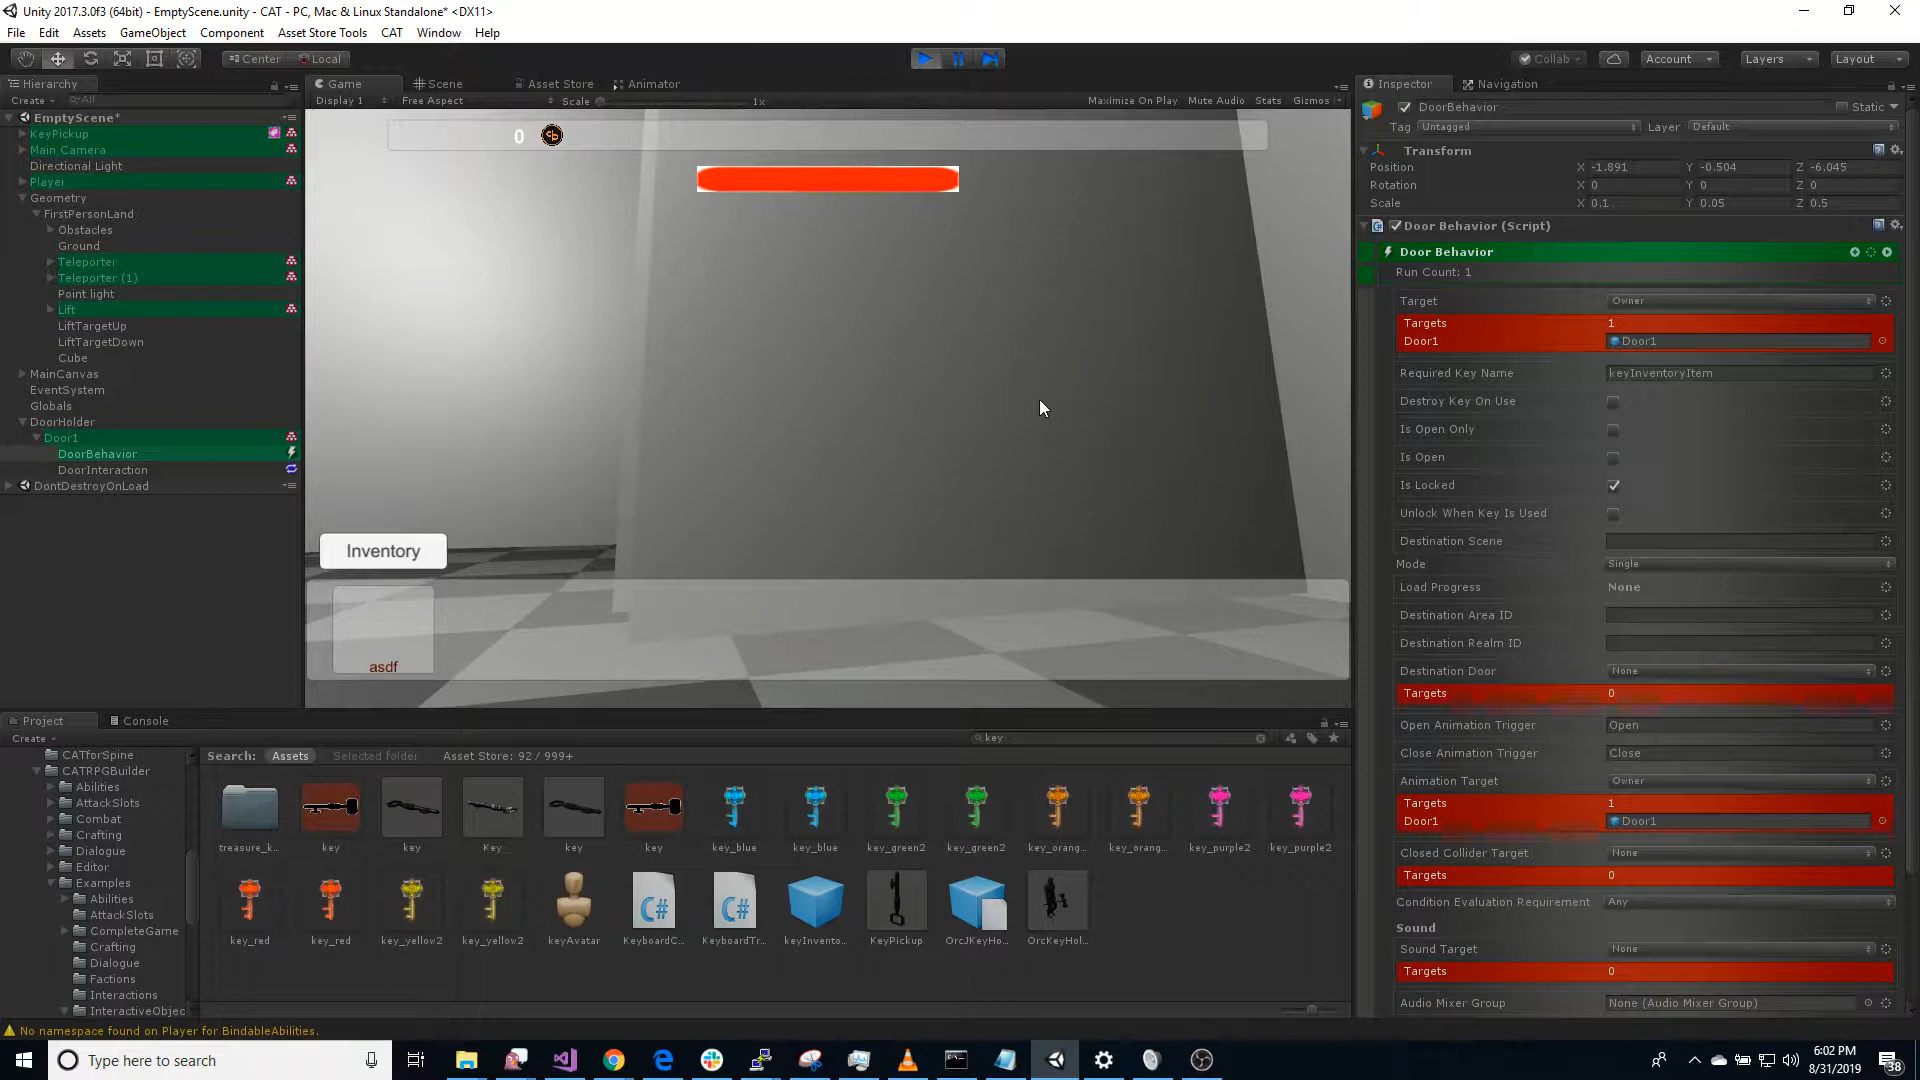 Unity 2017.3.0f3 (64bit) - EmptyScene.unity - CAT - PC, Mac & Linux Standalone* <DX11>
File Edit Assets GameObject Component Asset Store Tools CAT Window Help
Center Local
Collab Account Layers Layout
Hierarchy
Create All
EmptyScene*
KeyPickup
Main Camera
Directional Light
Player
Geometry
FirstPersonLand
Obstacles
Ground
Teleporter
Teleporter (1)
Point light
Lift
LiftTargetUp
LiftTargetDown
Cube
MainCanvas
EventSystem
Globals
DoorHolder
Door1
DoorBehavior
DoorInteraction
DontDestroyOnLoad
Game Scene Asset Store Animator
Display 1 Free Aspect Scale 1x Maximize On Play Mute Audio Stats Gizmos
0
Inventory
asdf
Inspector Navigation
DoorBehavior Static
Tag Untagged Layer Default
Transform
Position X -1.891 Y -0.504 Z -6.045
Rotation X 0 Y 0 Z 0
Scale X 0.1 Y 0.05 Z 0.5
Door Behavior (Script)
Door Behavior
Run Count: 1
Target Owner
Targets 1
Door1 Door1
Required Key Name keyInventoryItem
Destroy Key On Use
Is Open Only
Is Open
Is Locked
Unlock When Key Is Used
Destination Scene
Mode Single
Load Progress None
Destination Area ID
Destination Realm ID
Destination Door None
Targets 0
Open Animation Trigger Open
Close Animation Trigger Close
Animation Target Owner
Targets 1
Door1 Door1
Closed Collider Target None
Targets 0
Condition Evaluation Requirement Any
Sound
Sound Target None
Targets 0
Audio Mixer Group None (Audio Mixer Group)
Project Console
Create key
CATforSpine
CATRPGBuilder
Abilities
AttackSlots
Combat
Crafting
Dialogue
Editor
Examples
Abilities
AttackSlots
CompleteGame
Crafting
Dialogue
Factions
Interactions
InteractiveObjec
Search: Assets Selected folder Asset Store: 92 / 999+
treasure_k... key key Key key key key_blue key_blue key_green2 key_green2 key_orang... key_orang... key_purple2 key_purple2
key_red key_red key_yellow2 key_yellow2 keyAvatar KeyboardC... KeyboardTr... keyInvento... KeyPickup OrcJKeyHo... OrcKeyHol...
No namespace found on Player for BindableAbilities.
Type here to search
6:02 PM
8/31/2019
38